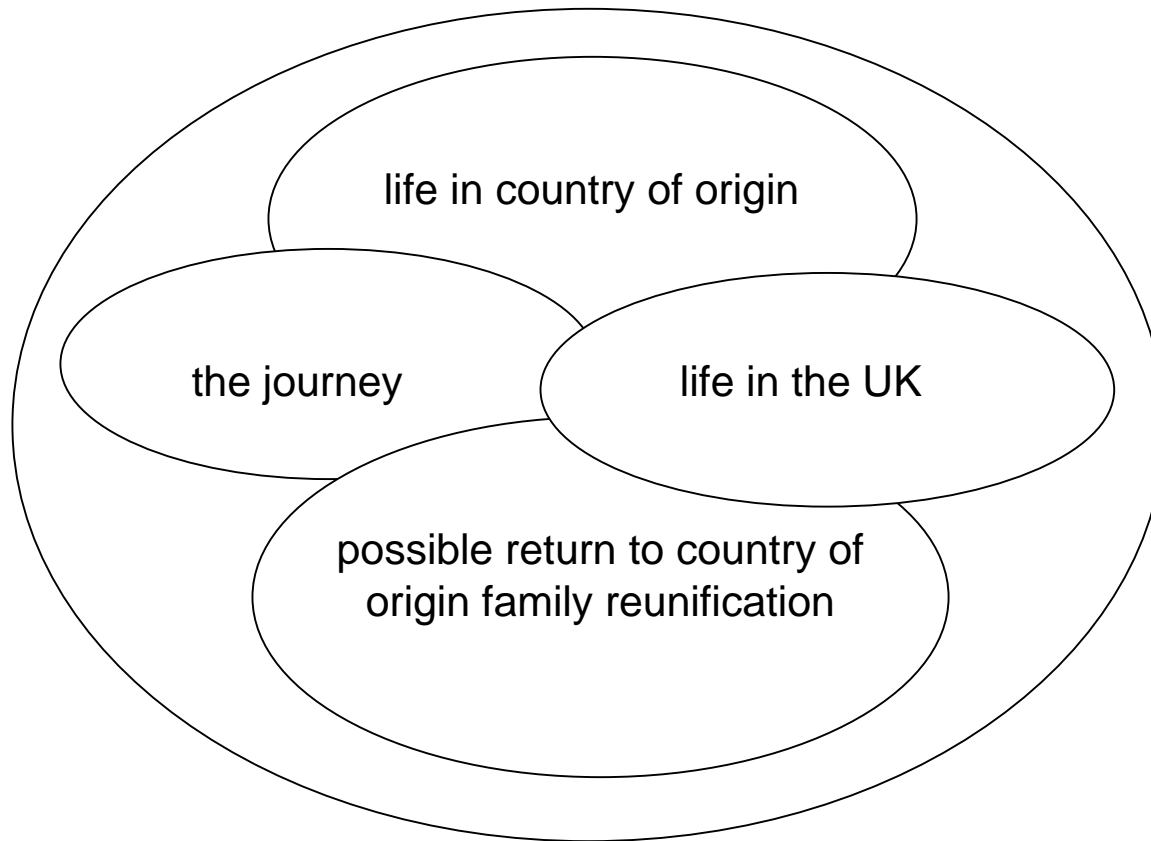 life in country of origin
the journey
life in the UK
possible return to country of
origin family reunification